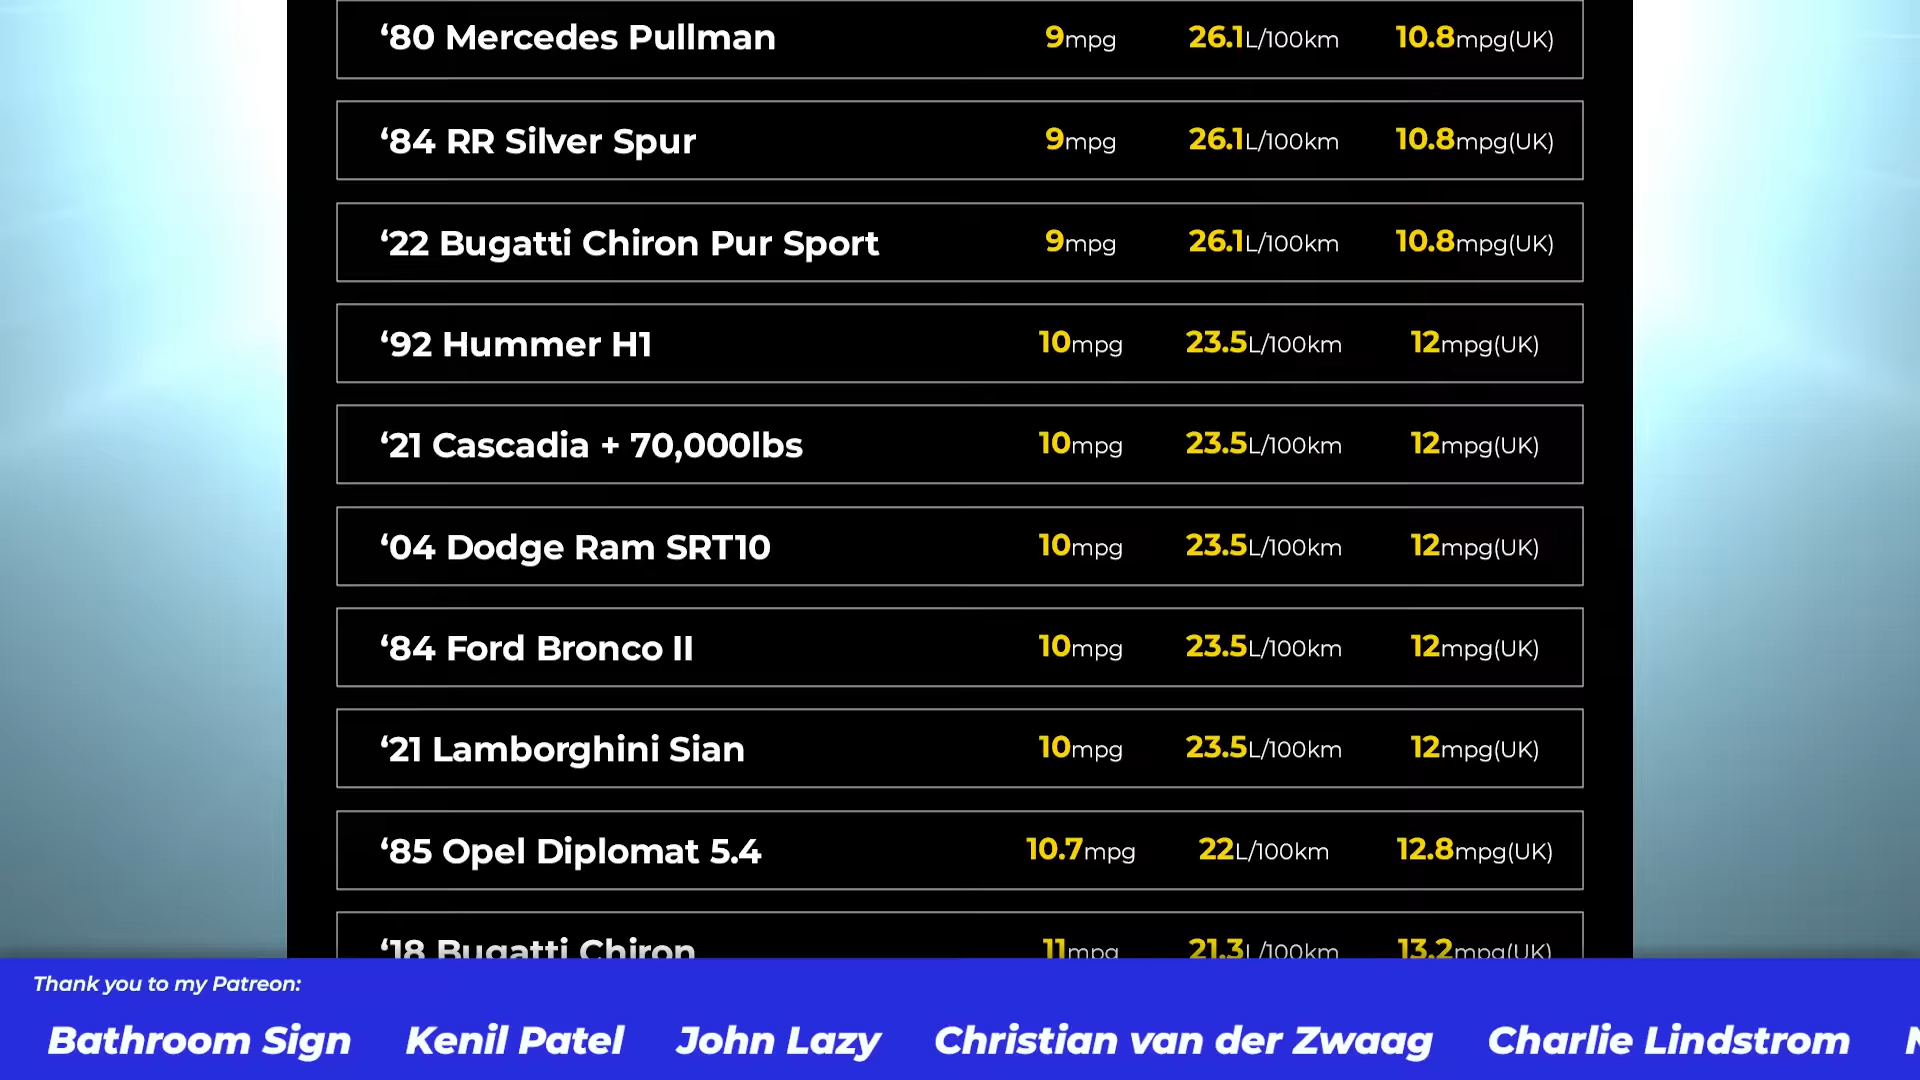 ‘80 Mercedes Pullman 9mpg 26.1L/100km 10.8mpg(UK)
‘84 RR Silver Spur 9mpg 26.1L/100km 10.8mpg(UK)
‘22 Bugatti Chiron Pur Sport 9mpg 26.1L/100km 10.8mpg(UK)
‘92 Hummer H1 10mpg 23.5L/100km 12mpg(UK)
‘21 Cascadia + 70,000lbs 10mpg 23.5L/100km 12mpg(UK)
‘04 Dodge Ram SRT10 10mpg 23.5L/100km 12mpg(UK)
‘84 Ford Bronco II 10mpg 23.5L/100km 12mpg(UK)
‘21 Lamborghini Sian 10mpg 23.5L/100km 12mpg(UK)
‘85 Opel Diplomat 5.4 10.7mpg 22L/100km 12.8mpg(UK)
‘18 Bugatti Chiron 11mpg 21.3L/100km 13.2mpg(UK)
Thank you to my Patreon:
Bathroom Sign Kenil Patel John Lazy Christian van der Zwaag Charlie Lindstrom